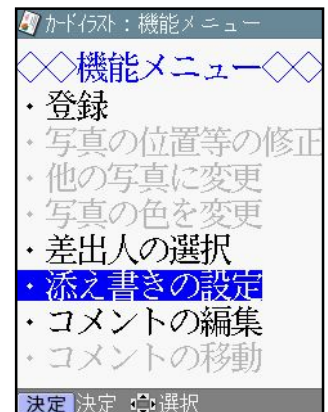 カードイラスト：機能メニュー
◇◇機能メニュー◇◇
・登録
・写真の位置等の修正
・他の写真に変更
・写真の色を変更
・差出人の選択
・添え書きの設定
・コメントの編集
・コメントの移動
決定 決定 選択